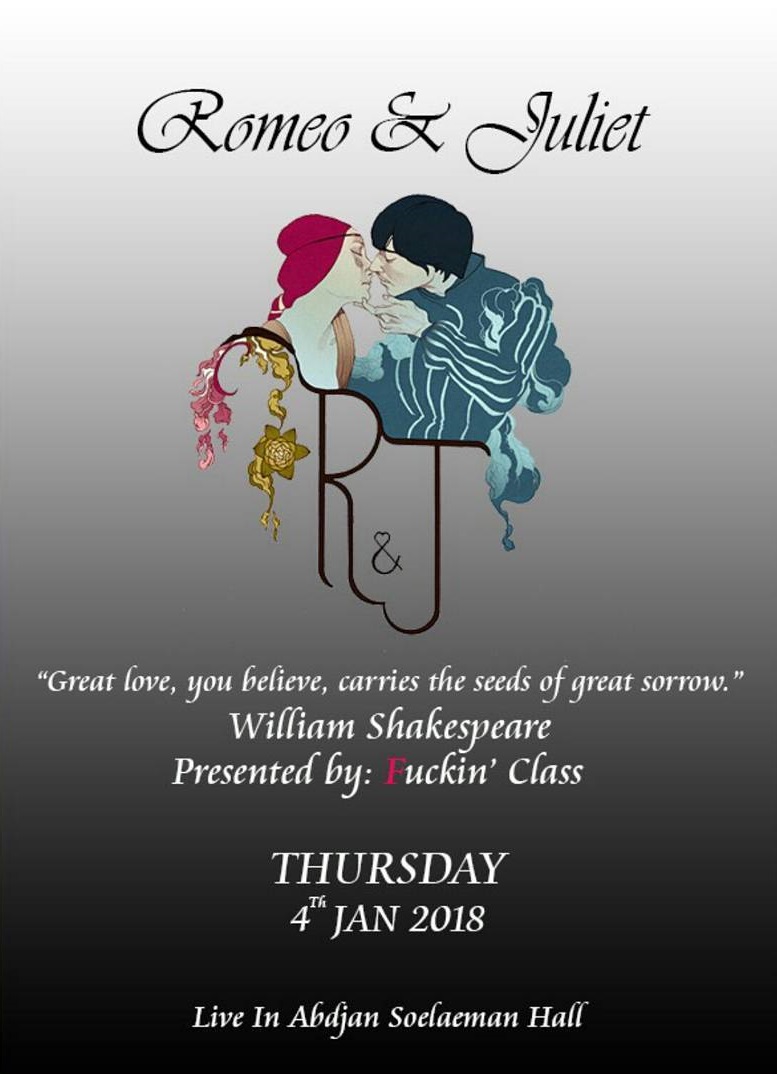 Romeo & Juliet
R & J
“Great love, you believe, carries the seeds of great sorrow.”
William Shakespeare
Presented by: Fuckin’ Class
THURSDAY
4Th JAN 2018
Live In Abdjan Soelaeman Hall